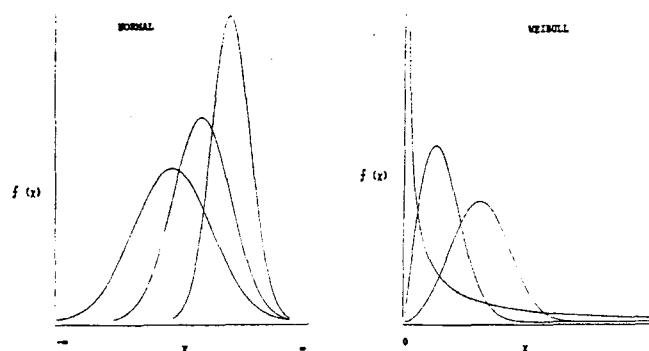 NORMAL
WEIBULL
f (x)
f (x)
-∞
x
0
x